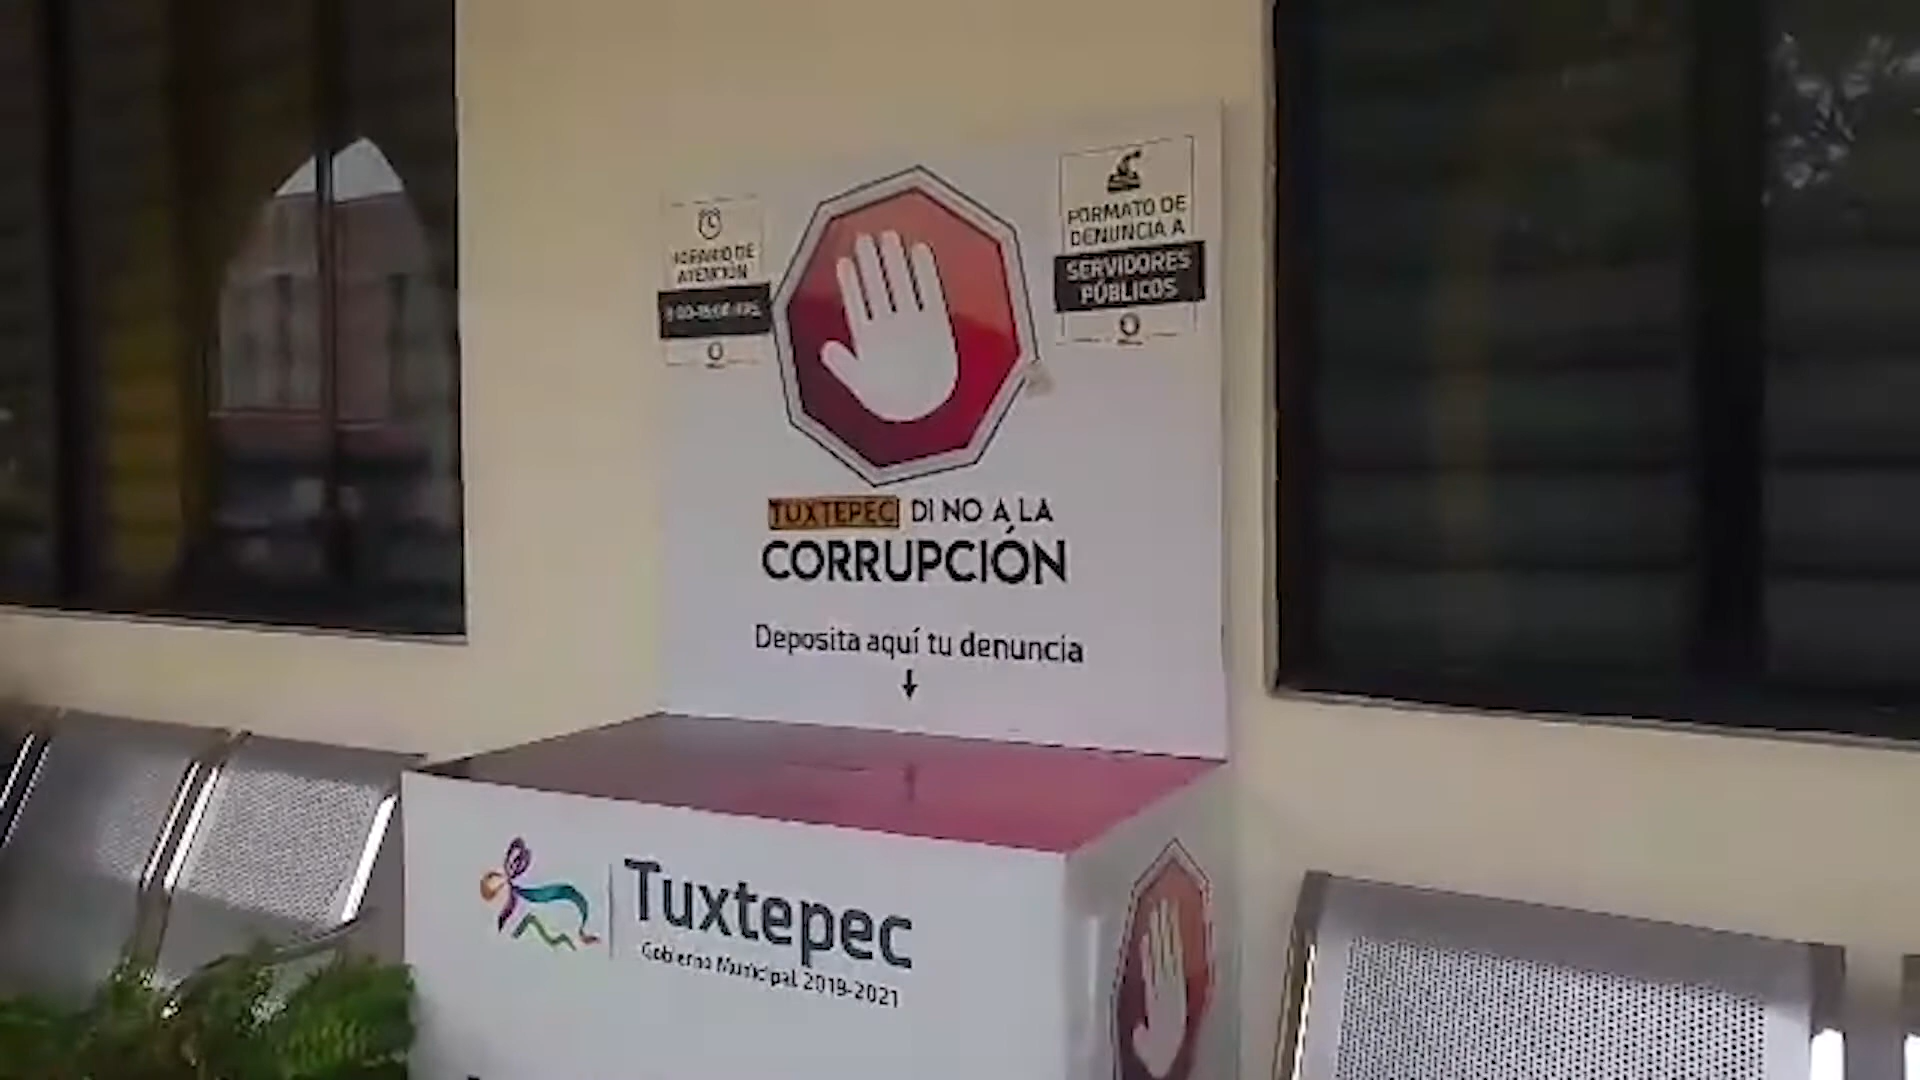 HORARIO DE
ATENCIÓN
FORMATO DE
DENUNCIA A
SERVIDORES
PÚBLICOS
TUXTEPEC DI NO A LA
CORRUPCIÓN
Deposita aquí tu denuncia
Tuxtepec
Gobierno Municipal 2019-2021